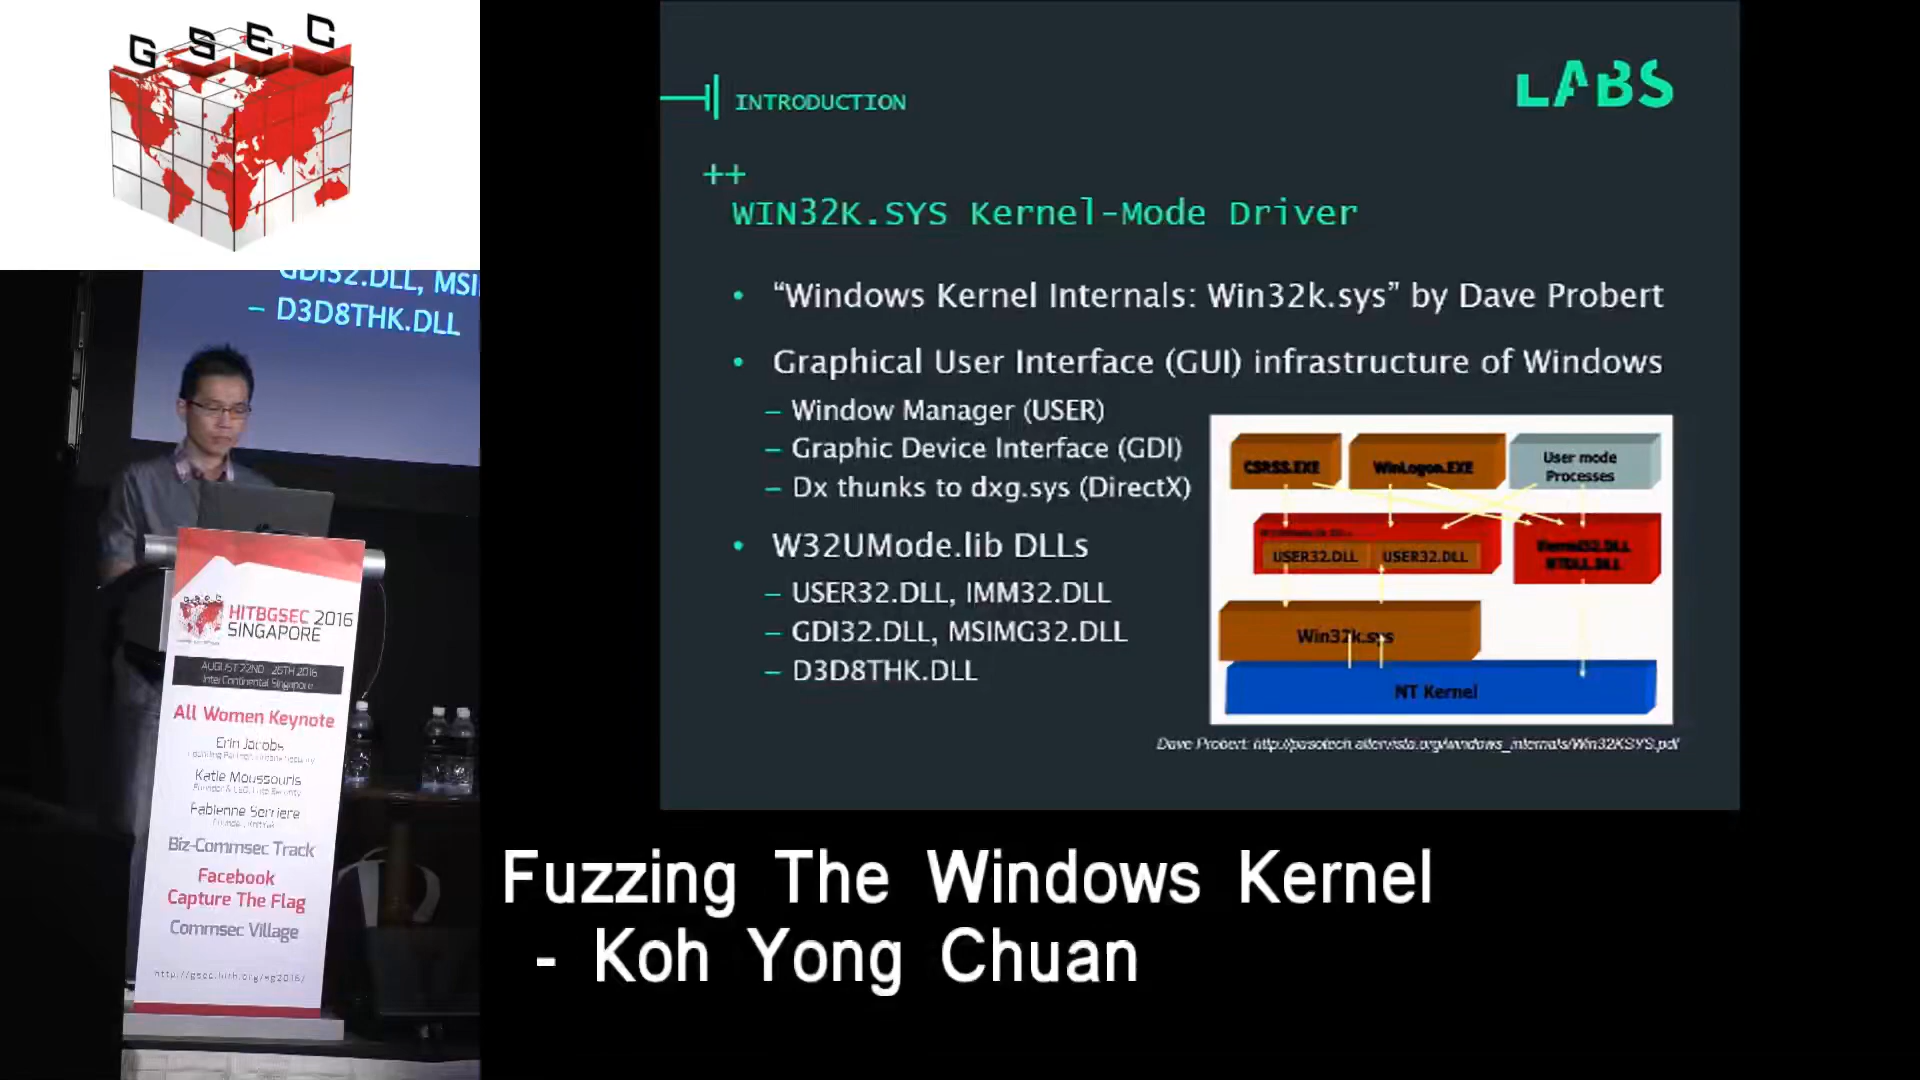 GSEC
GDI32.DLL, MSI
– D3D8THK.DLL
HITBGSEC 2016
SINGAPORE
AUGUST 22ND - 26TH 2016
InterContinental Singapore
All Women Keynote
Erin Jacobs
Katie Moussouris
Fabienne Serriere
Biz-Commsec Track
Facebook
Capture The Flag
Commsec Village
http://gsec.hitb.org/sg2016/
INTRODUCTION
LABS
++
WIN32K.SYS Kernel-Mode Driver
• “Windows Kernel Internals: Win32k.sys” by Dave Probert
• Graphical User Interface (GUI) infrastructure of Windows
– Window Manager (USER)
– Graphic Device Interface (GDI)
– Dx thunks to dxg.sys (DirectX)
• W32UMode.lib DLLs
– USER32.DLL, IMM32.DLL
– GDI32.DLL, MSIMG32.DLL
– D3D8THK.DLL
CSRSS.EXE
WinLogon.EXE
User mode
Processes
USER32.DLL
USER32.DLL
Kernel32.DLL
NTDLL.DLL
Win32k.sys
NT Kernel
Dave Probert: http://pasotech.altervista.org/windows_internals/Win32KSYS.pdf
Fuzzing The Windows Kernel
- Koh Yong Chuan